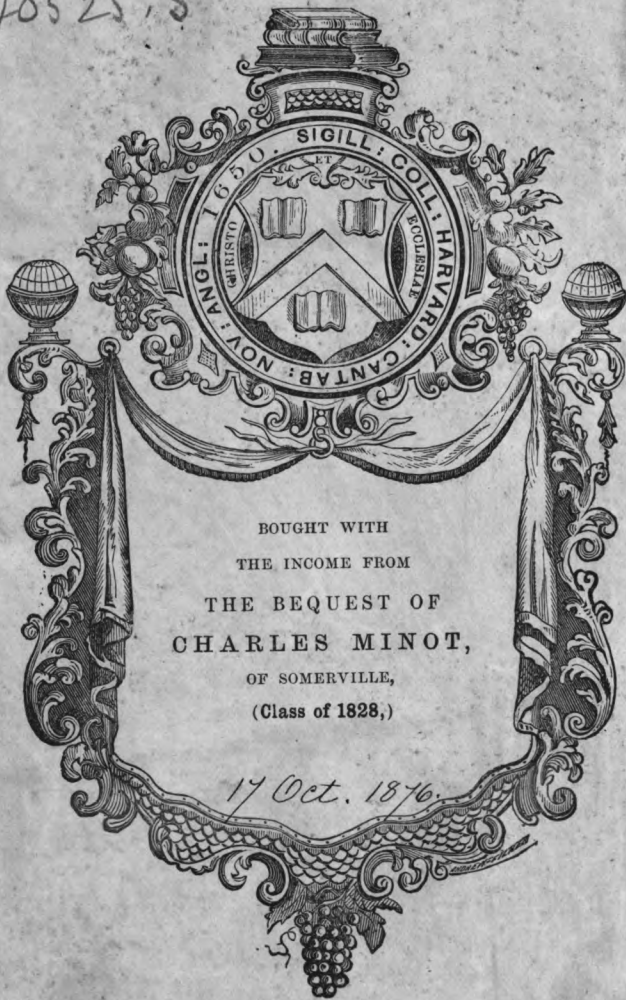 SIGILL: COLL: HARVARD: CANTAB: NOV: ANGL: 1650.
ET
CHRISTO
ECCLESIAE
BOUGHT WITH
THE INCOME FROM
THE BEQUEST OF
CHARLES MINOT,
OF SOMERVILLE,
(Class of 1828,)
17 Oct. 1876.